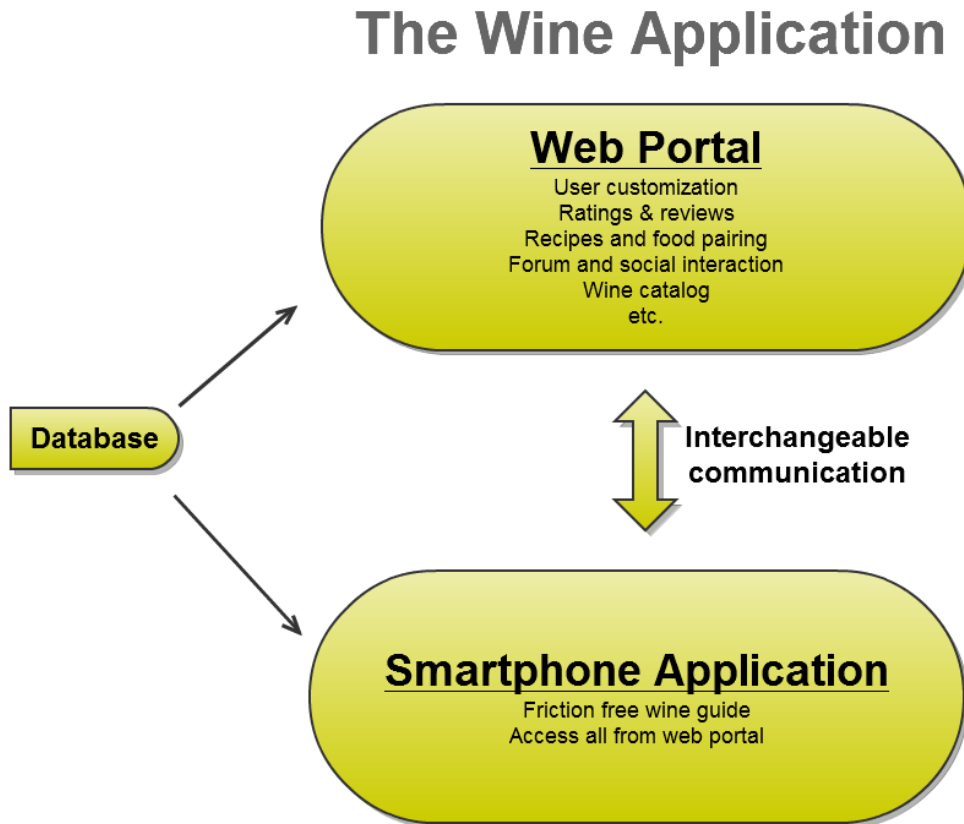 The Wine Application
Web Portal
User customization
Ratings & reviews
Recipes and food pairing
Forum and social interaction
Wine catalog
etc.
Database
Interchangeable
communication
Smartphone Application
Friction free wine guide
Access all from web portal